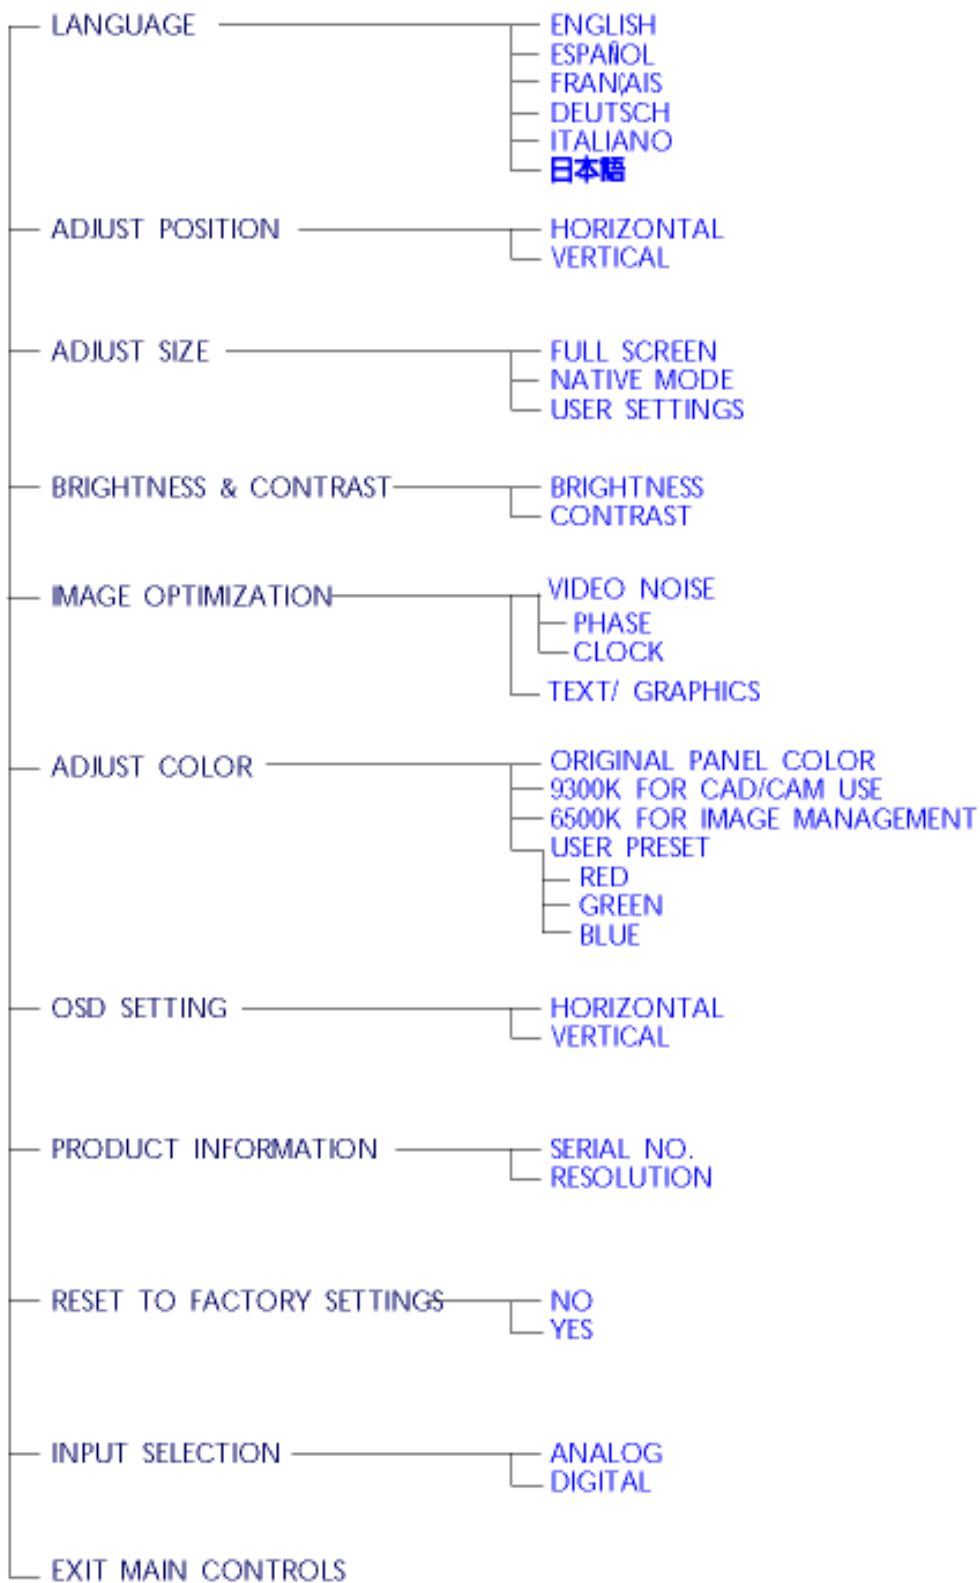 LANGUAGE ENGLISH
ESPAÑOL
FRANÇAIS
DEUTSCH
ITALIANO
日本語
ADJUST POSITION HORIZONTAL
VERTICAL
ADJUST SIZE FULL SCREEN
NATIVE MODE
USER SETTINGS
BRIGHTNESS & CONTRAST BRIGHTNESS
CONTRAST
IMAGE OPTIMIZATION VIDEO NOISE
PHASE
CLOCK
TEXT/ GRAPHICS
ADJUST COLOR ORIGINAL PANEL COLOR
9300K FOR CAD/CAM USE
6500K FOR IMAGE MANAGEMENT
USER PRESET
RED
GREEN
BLUE
OSD SETTING HORIZONTAL
VERTICAL
PRODUCT INFORMATION SERIAL NO.
RESOLUTION
RESET TO FACTORY SETTINGS NO
YES
INPUT SELECTION ANALOG
DIGITAL
EXIT MAIN CONTROLS